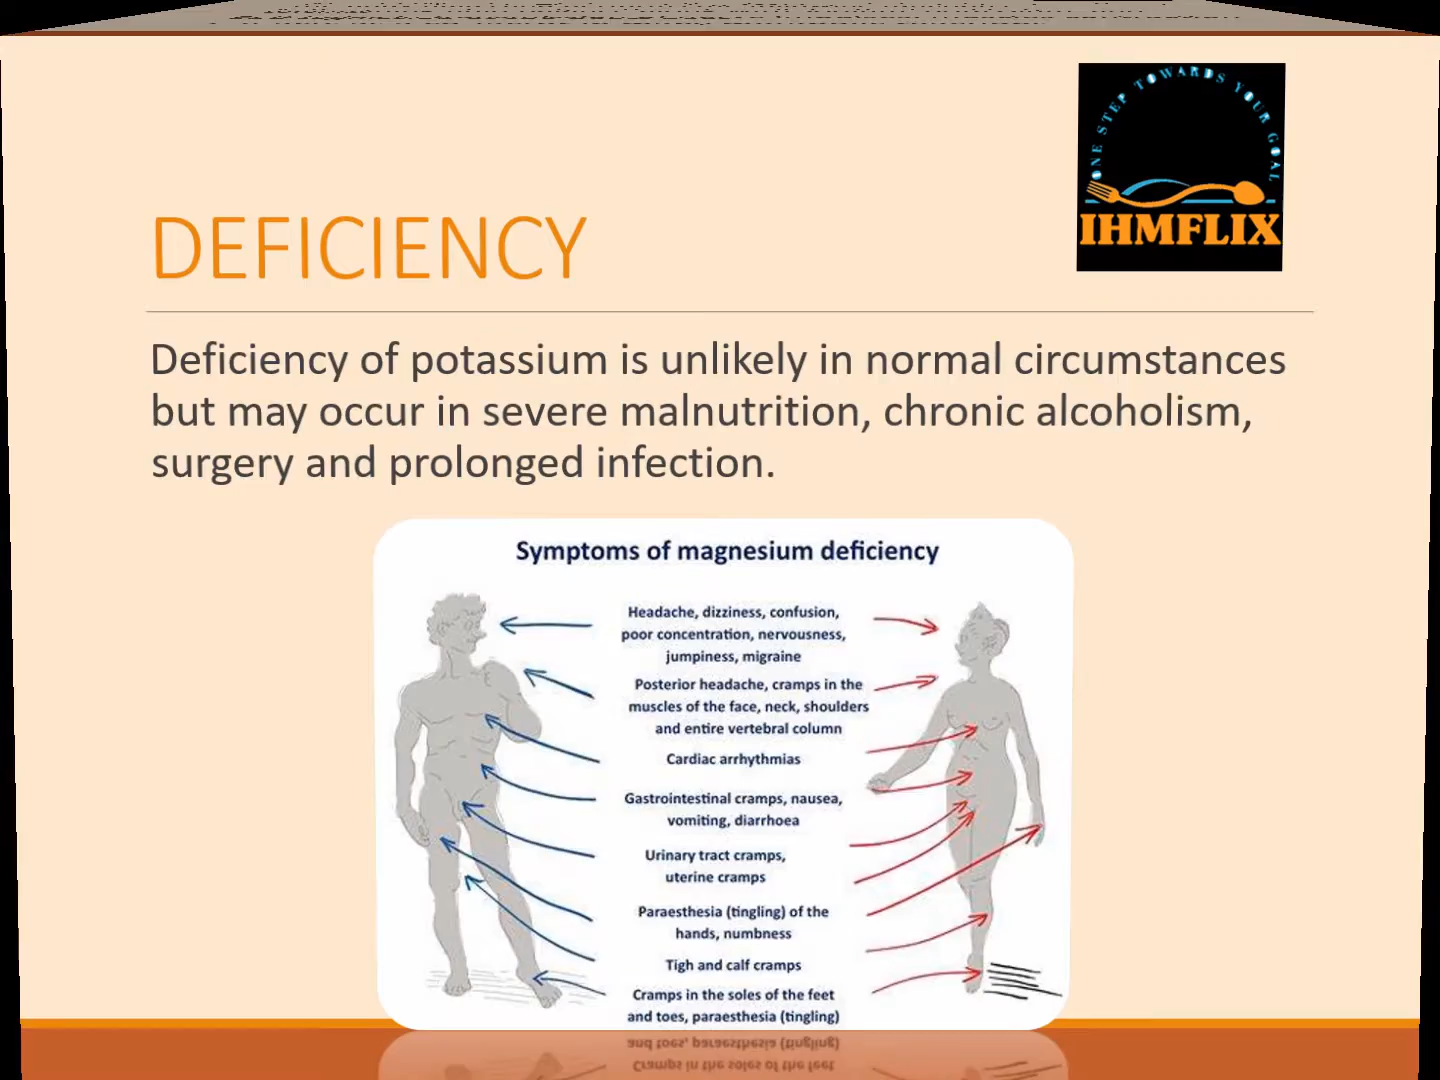 ONE STEP TOWARDS YOUR GOAL
IHMFLIX
DEFICIENCY
Deficiency of potassium is unlikely in normal circumstances
but may occur in severe malnutrition, chronic alcoholism,
surgery and prolonged infection.
Symptoms of magnesium deficiency
Headache, dizziness, confusion,
poor concentration, nervousness,
jumpiness, migraine
Posterior headache, cramps in the
muscles of the face, neck, shoulders
and entire vertebral column
Cardiac arrhythmias
Gastrointestinal cramps, nausea,
vomiting, diarrhoea
Urinary tract cramps,
uterine cramps
Paraesthesia (tingling) of the
hands, numbness
Tigh and calf cramps
Cramps in the soles of the feet
and toes, paraesthesia (tingling)